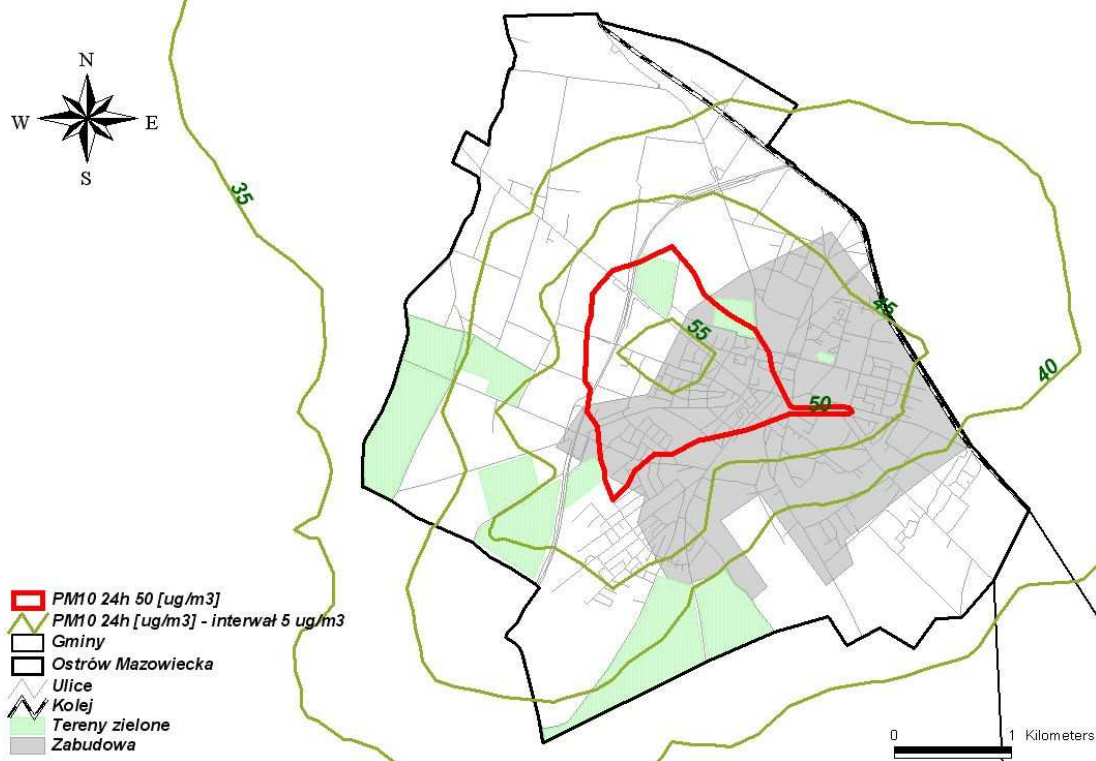 N
W E
S
35
45
55
40
50
PM10 24h 50 [ug/m3]
PM10 24h [ug/m3] - interwał 5 ug/m3
Gminy
Ostrów Mazowiecka
Ulice
Kolej
Tereny zielone
Zabudowa
0 1 Kilometers